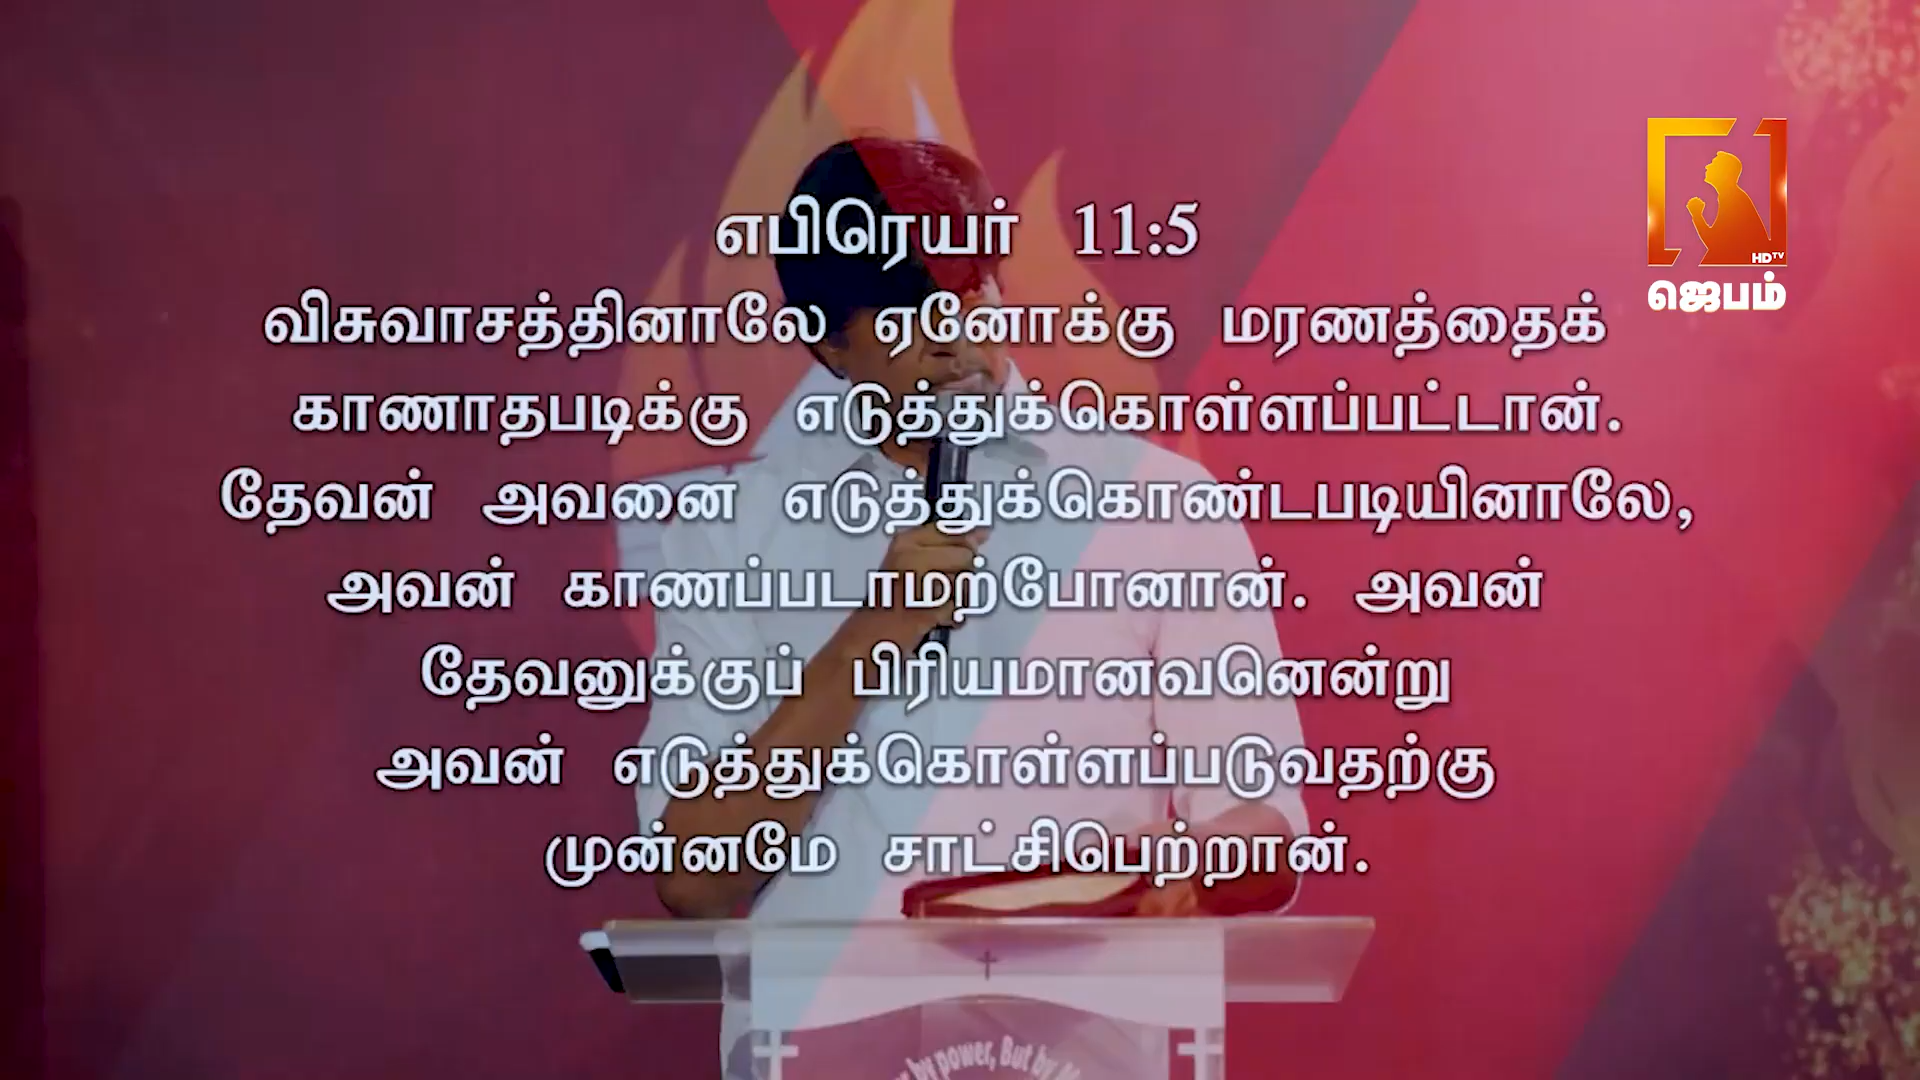 எபிரெயர் 11:5
விசுவாசத்தினாலே ஏனோக்கு மரணத்தைக்
காணாதபடிக்கு எடுத்துக்கொள்ளப்பட்டான்.
தேவன் அவனை எடுத்துக்கொண்டபடியினாலே,
அவன் காணப்படாமற்போனான். அவன்
தேவனுக்குப் பிரியமானவனென்று
அவன் எடுத்துக்கொள்ளப்படுவதற்கு
முன்னமே சாட்சிபெற்றான்.
HD TV
ஜெபம்
by power, But by